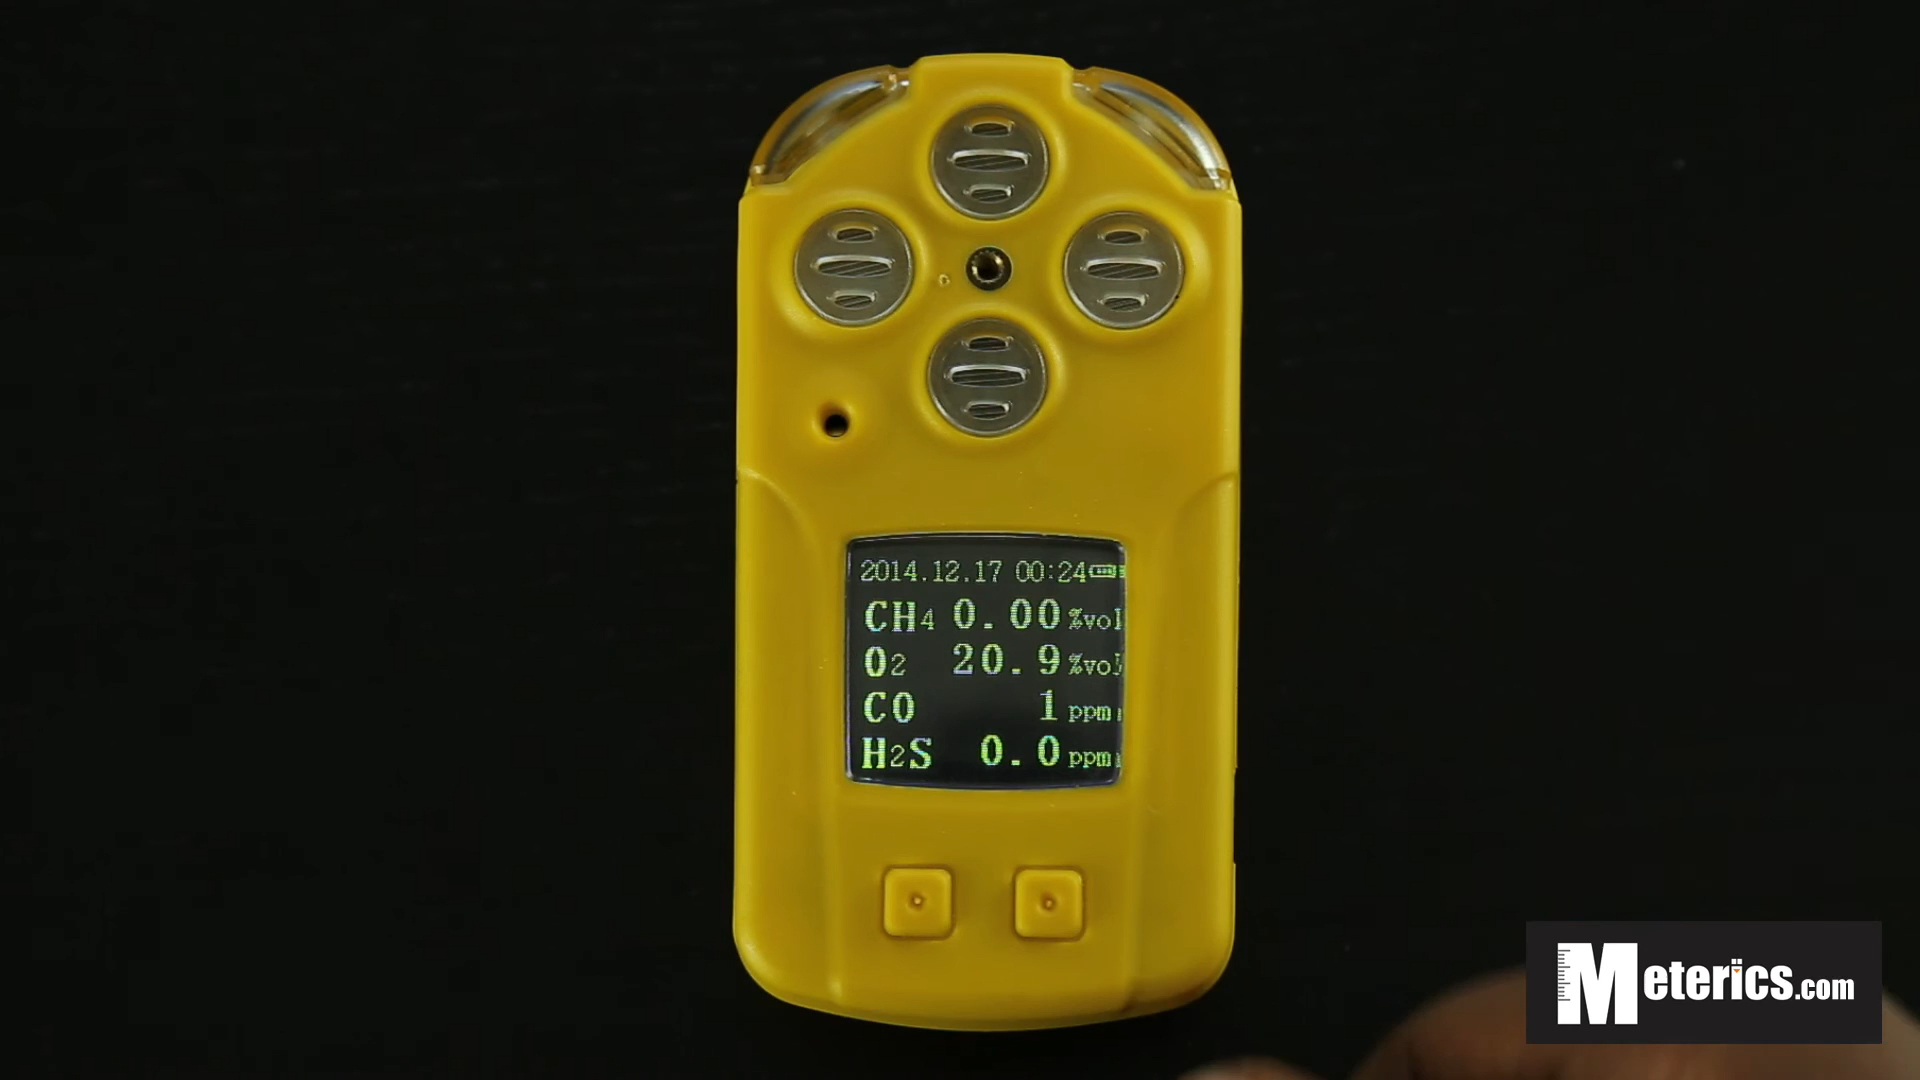 2014.12.17 00:24
CH4 0.00 %vol
O2 20.9 %vol
CO 1 ppm
H2S 0.0 ppm
Meterics.com